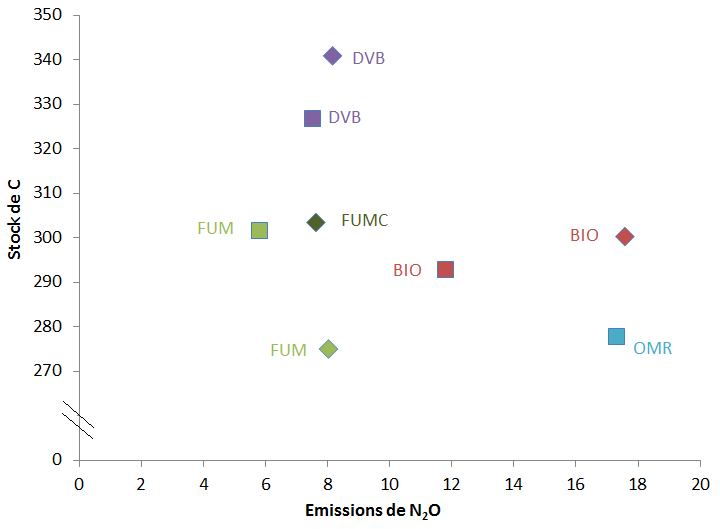 350
340
330
320
310
300
290
280
270
0
Stock de C
DVB
DVB
FUM
FUMC
BIO
BIO
FUM
OMR
0
2
4
6
8
10
12
14
16
18
20
Emissions de N₂O